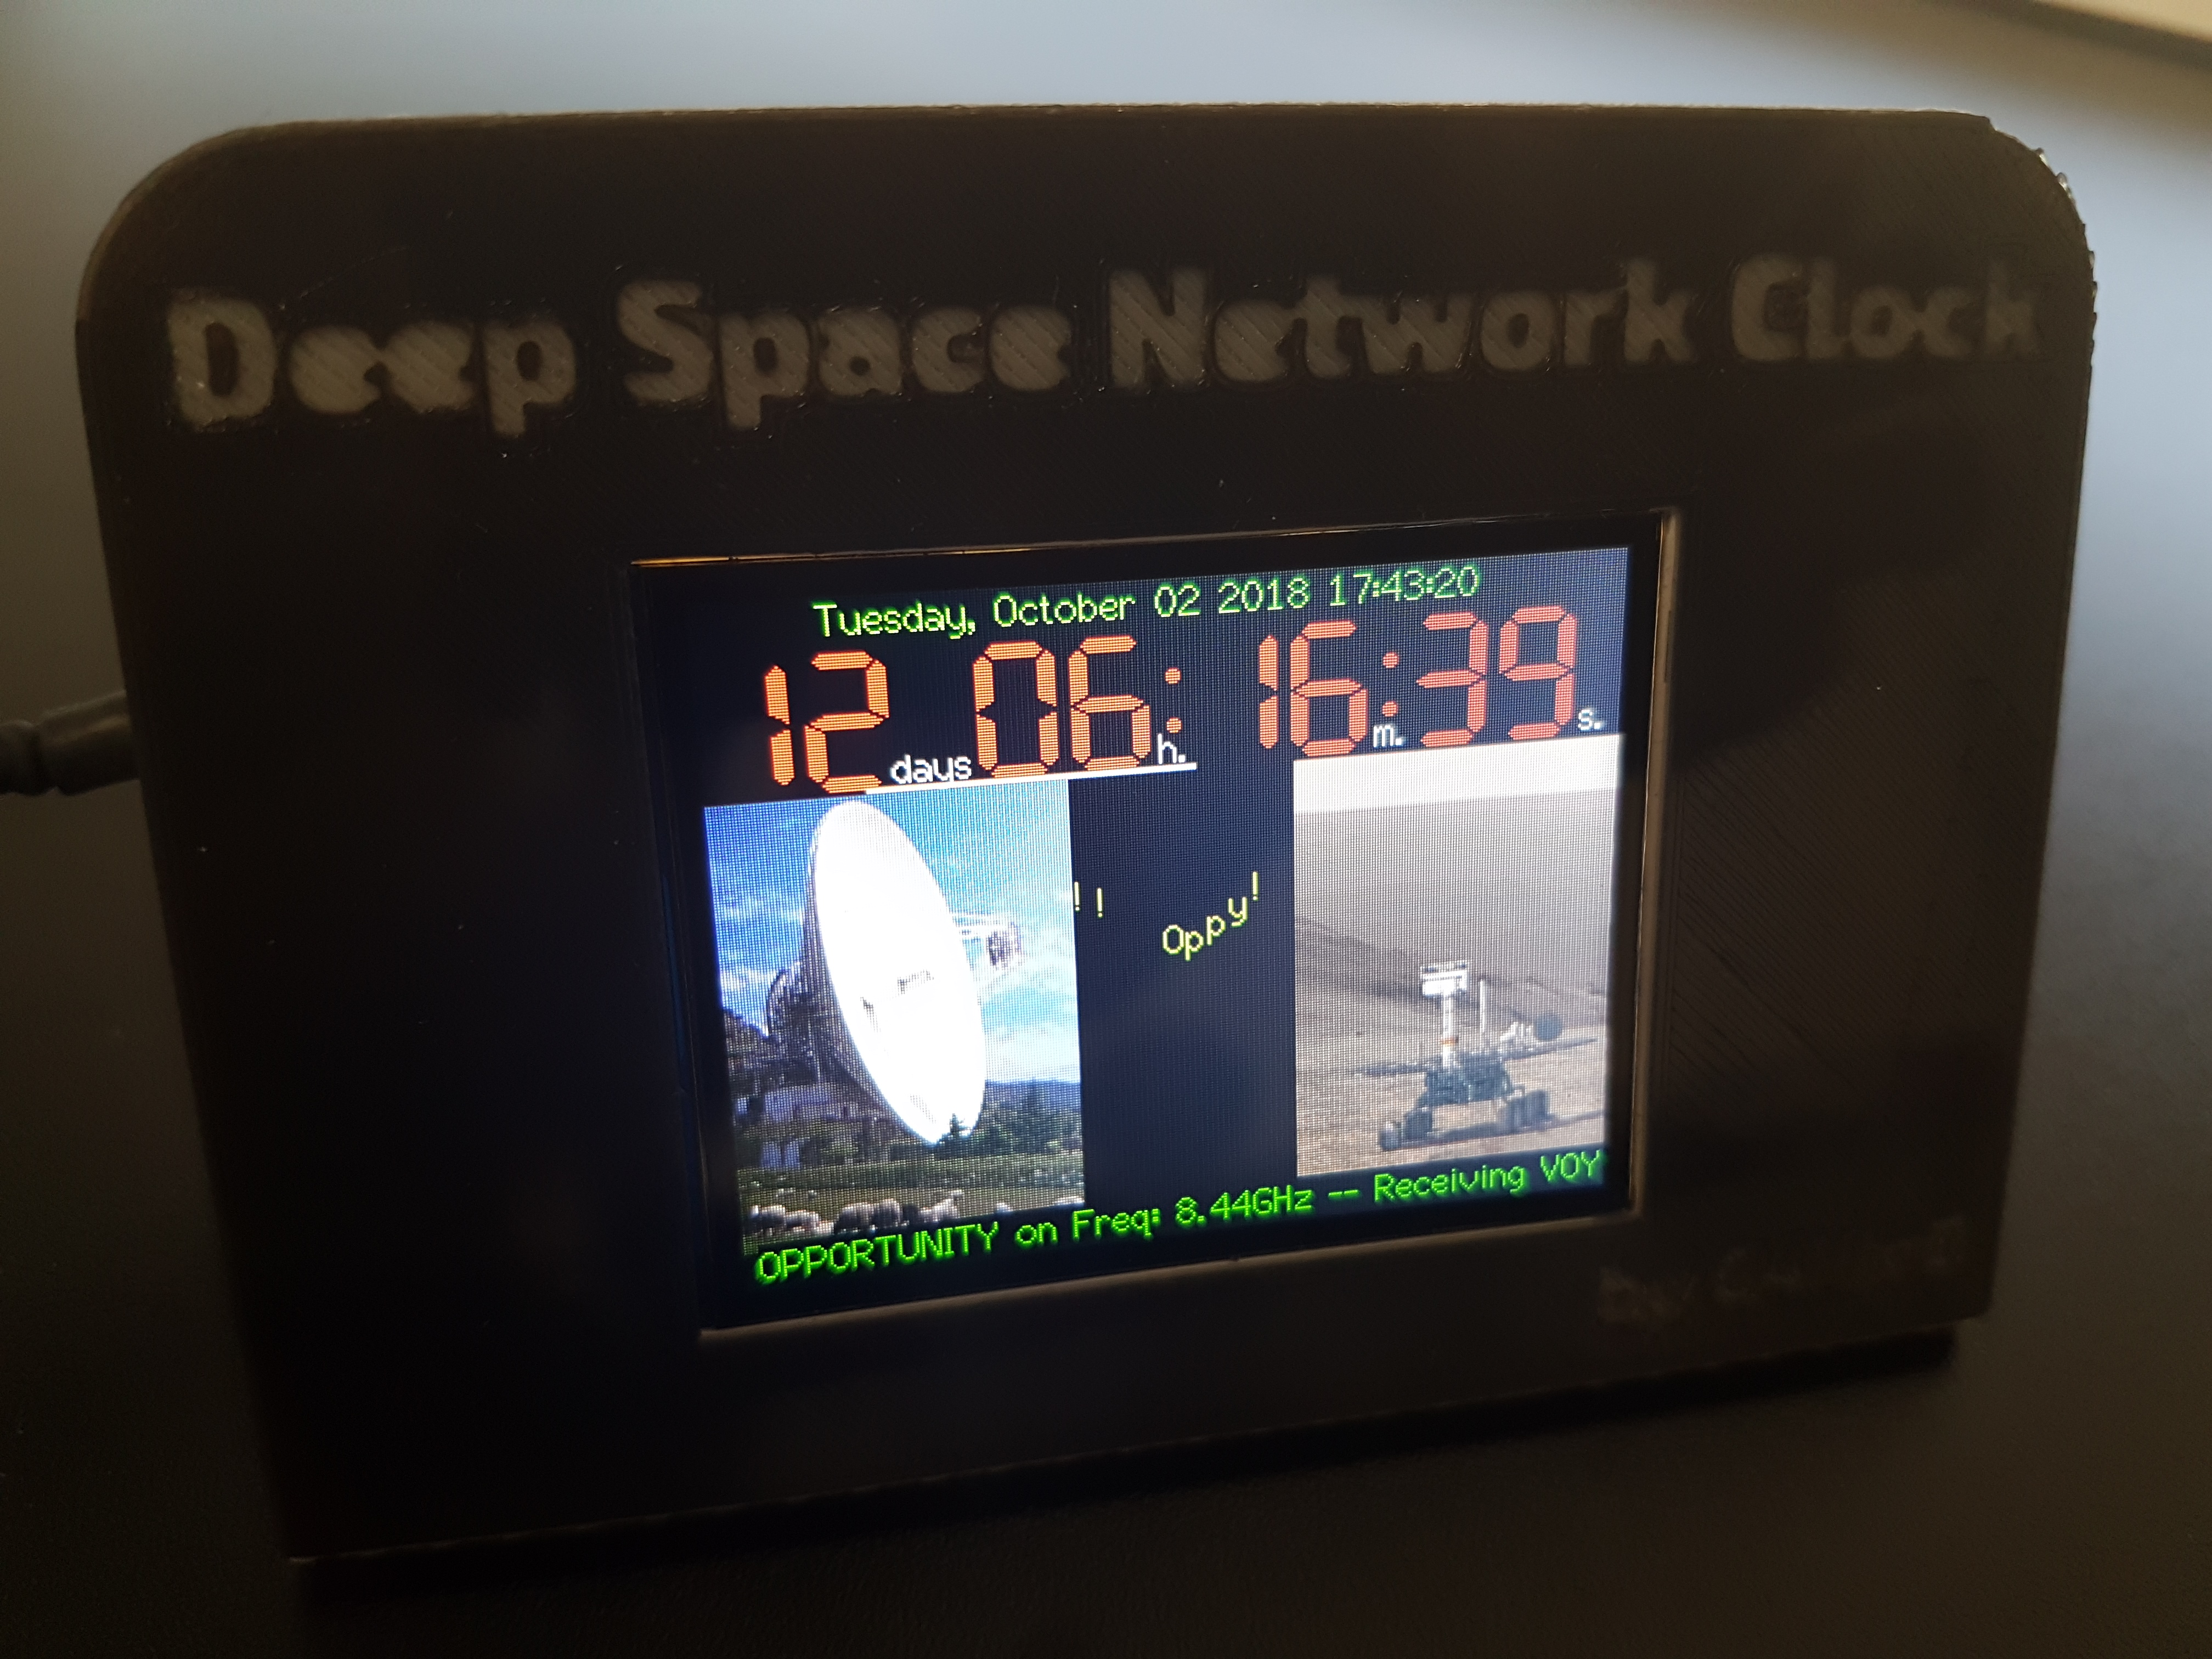 Deep Space Network Clock
Tuesday, October 02 2018 17:43:20
12 days 06 h. : 16 m. : 39 s.
!! Oppy!
OPPORTUNITY on Freq: 8.44GHz -- Receiving VOY